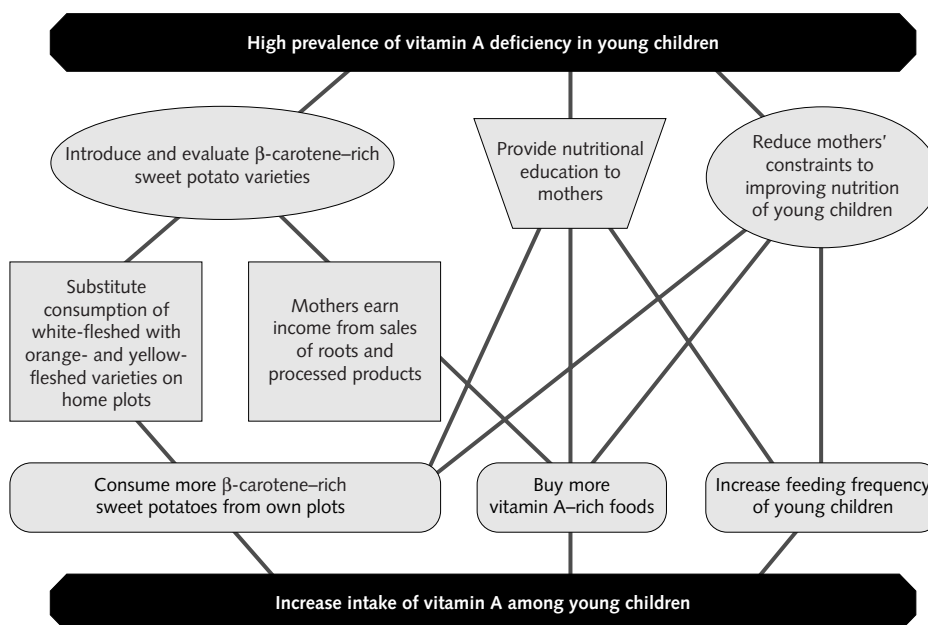 High prevalence of vitamin A deficiency in young children
Introduce and evaluate β-carotene–rich
sweet potato varieties
Provide nutritional
education to
mothers
Reduce mothers’
constraints to
improving nutrition
of young children
Substitute
consumption of
white-fleshed with
orange- and yellow-
fleshed varieties on
home plots
Mothers earn
income from sales
of roots and
processed products
Consume more β-carotene–rich
sweet potatoes from own plots
Buy more
vitamin A–rich foods
Increase feeding frequency
of young children
Increase intake of vitamin A among young children